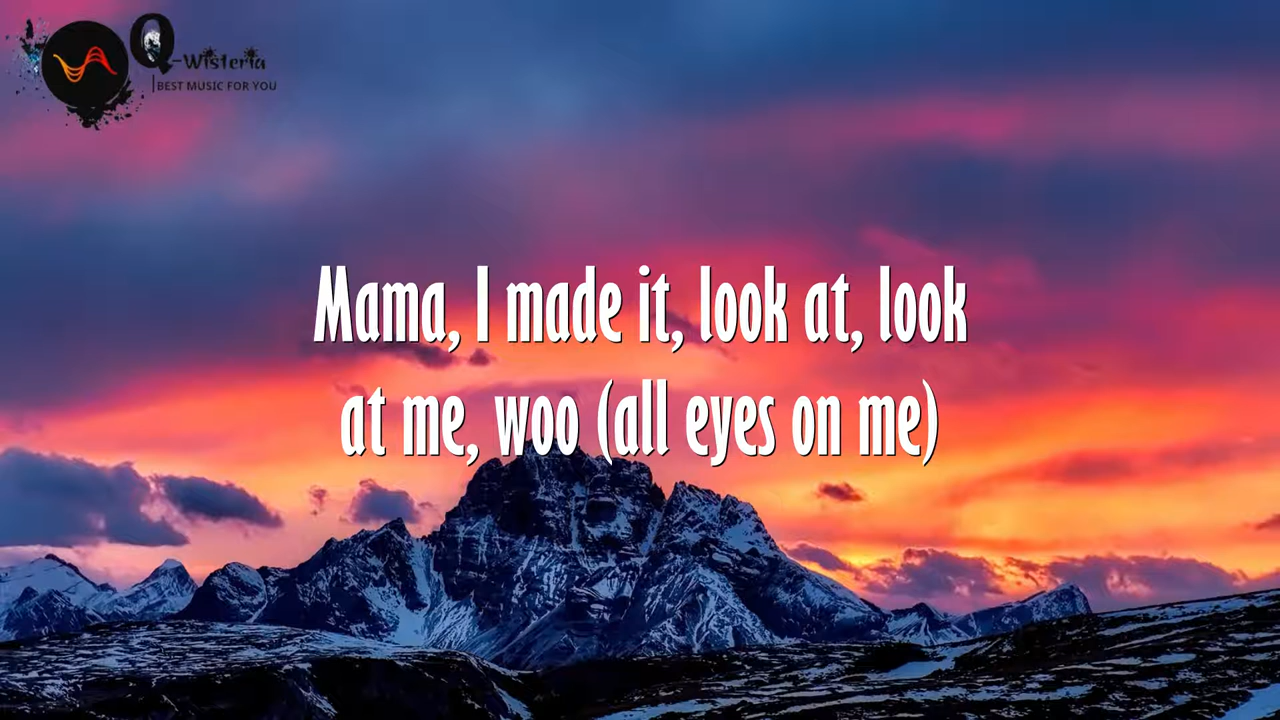 Q-Wisteria
BEST MUSIC FOR YOU
Mama, I made it, look at, look
at me, woo (all eyes on me)